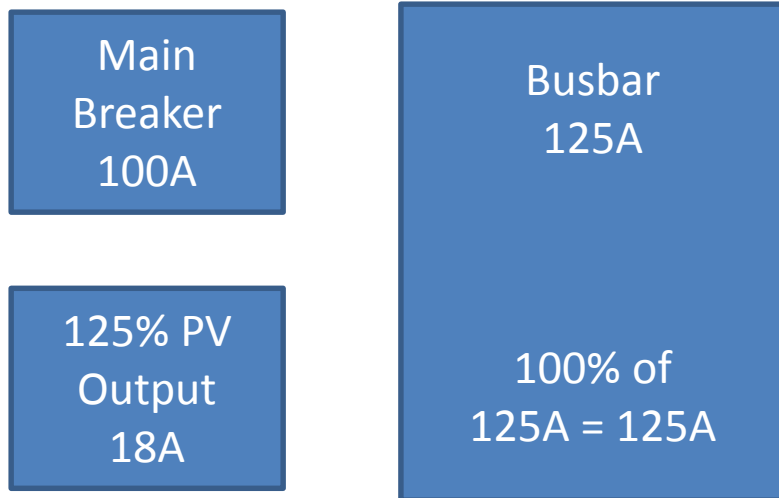 Main
Breaker
100A
125% PV
Output
18A
Busbar
125A
100% of
125A = 125A